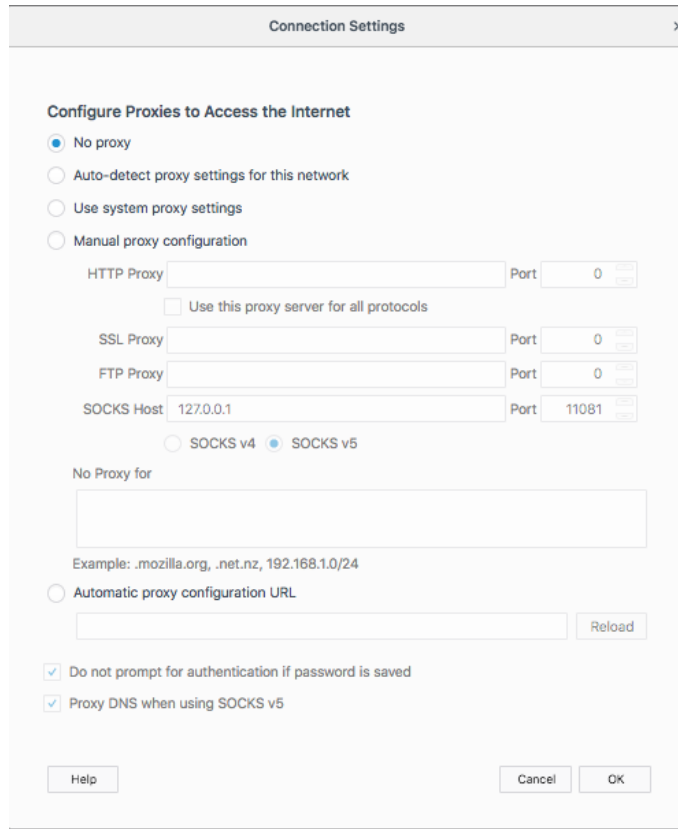 Connection Settings
Configure Proxies to Access the Internet
No proxy
Auto-detect proxy settings for this network
Use system proxy settings
Manual proxy configuration
HTTP Proxy Port 0
Use this proxy server for all protocols
SSL Proxy Port 0
FTP Proxy Port 0
SOCKS Host 127.0.0.1 Port 11081
SOCKS v4 SOCKS v5
No Proxy for
Example: .mozilla.org, .net.nz, 192.168.1.0/24
Automatic proxy configuration URL
Reload
Do not prompt for authentication if password is saved
Proxy DNS when using SOCKS v5
Help Cancel OK